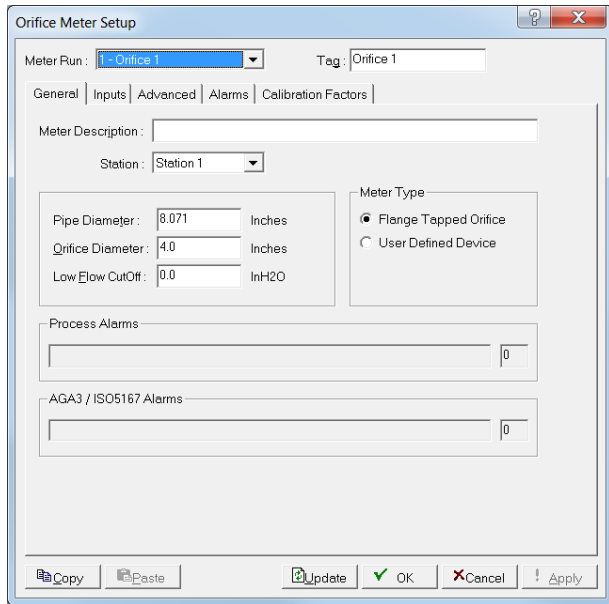 Orifice Meter Setup
Meter Run : 1 - Orifice 1 Tag : Orifice 1
General Inputs Advanced Alarms Calibration Factors
Meter Description :
Station : Station 1
Meter Type
Pipe Diameter : 8.071 Inches Flange Tapped Orifice
Orifice Diameter : 4.0 Inches User Defined Device
Low Flow CutOff : 0.0 InH2O
Process Alarms
0
AGA3 / ISO5167 Alarms
0
Copy Paste Update OK Cancel ! Apply